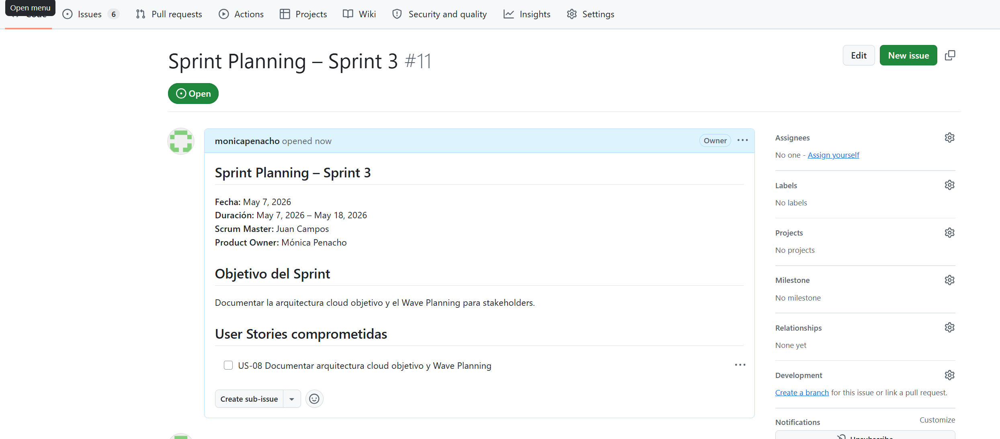 Open menu
Code
Issues 6
Pull requests
Actions
Projects
Wiki
Security and quality
Insights
Settings
Sprint Planning – Sprint 3 #11
Edit
New issue
Open
monicapenacho opened now
Owner
Sprint Planning – Sprint 3
Fecha: May 7, 2026
Duración: May 7, 2026 – May 18, 2026
Scrum Master: Juan Campos
Product Owner: Mónica Penacho
Objetivo del Sprint
Documentar la arquitectura cloud objetivo y el Wave Planning para stakeholders.
User Stories comprometidas
US-08 Documentar arquitectura cloud objetivo y Wave Planning
Create sub-issue
Assignees
No one - Assign yourself
Labels
No labels
Projects
No projects
Milestone
No milestone
Relationships
None yet
Development
Create a branch for this issue or link a pull request.
Notifications
Customize
Unsubscribe